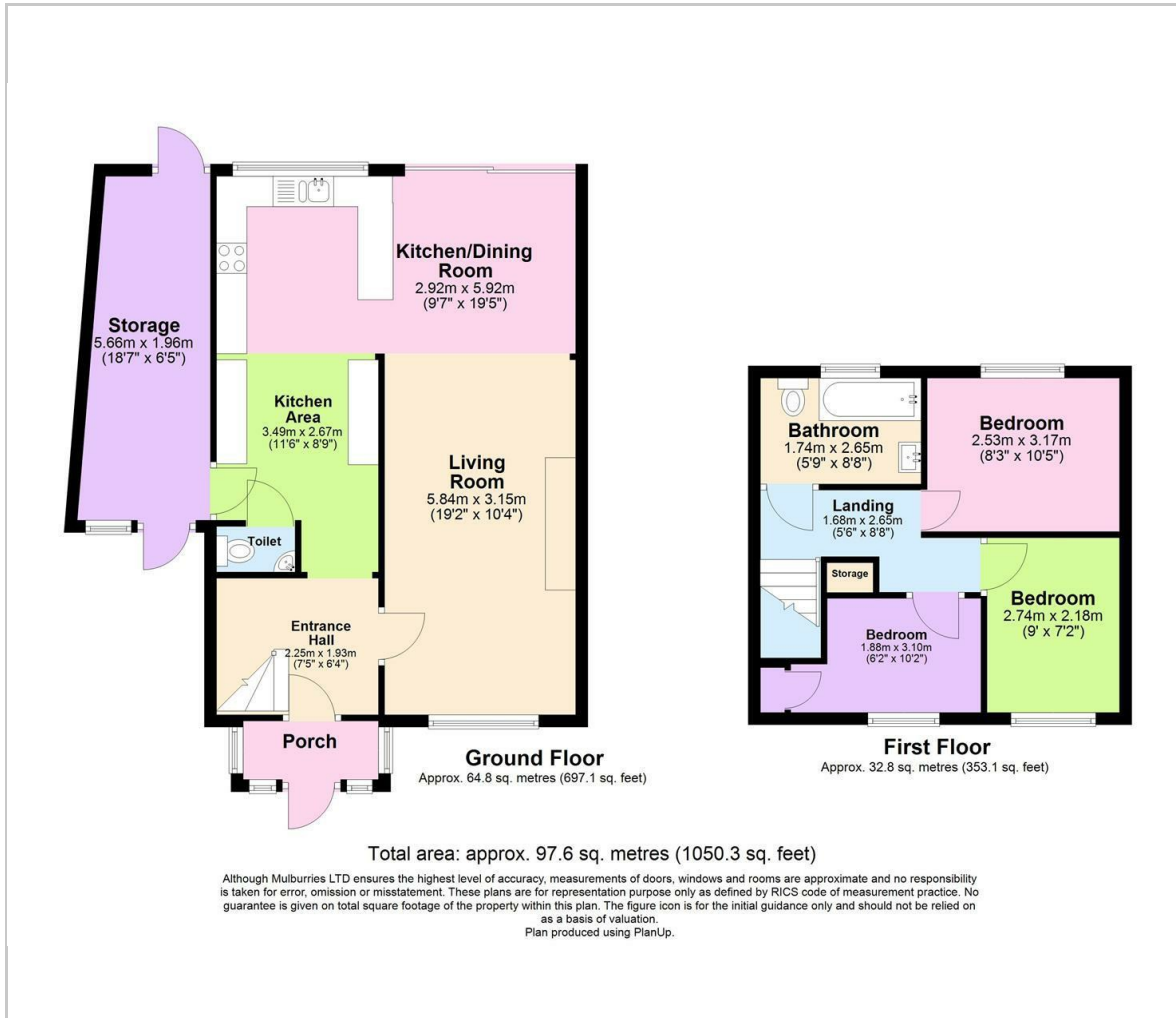 Storage
5.66m x 1.96m
(18'7" x 6'5")
Kitchen/Dining
Room
2.92m x 5.92m
(9'7" x 19'5")
Kitchen
Area
3.49m x 2.67m
(11'6" x 8'9")
Living
Room
5.84m x 3.15m
(19'2" x 10'4")
Toilet
Entrance
Hall
2.25m x 1.93m
(7'5" x 6'4")
Porch
Ground Floor
Approx. 64.8 sq. metres (697.1 sq. feet)
Bathroom
1.74m x 2.65m
(5'9" x 8'8")
Bedroom
2.53m x 3.17m
(8'3" x 10'5")
Landing
1.68m x 2.65m
(5'6" x 8'8")
Storage
Bedroom
2.74m x 2.18m
(9' x 7'2")
Bedroom
1.88m x 3.10m
(6'2" x 10'2")
First Floor
Approx. 32.8 sq. metres (353.1 sq. feet)
Total area: approx. 97.6 sq. metres (1050.3 sq. feet)
Although Mulburries LTD ensures the highest level of accuracy, measurements of doors, windows and rooms are approximate and no responsibility
is taken for error, omission or misstatement. These plans are for representation purpose only as defined by RICS code of measurement practice. No
guarantee is given on total square footage of the property within this plan. The figure icon is for the initial guidance only and should not be relied on
as a basis of valuation.
Plan produced using PlanUp.